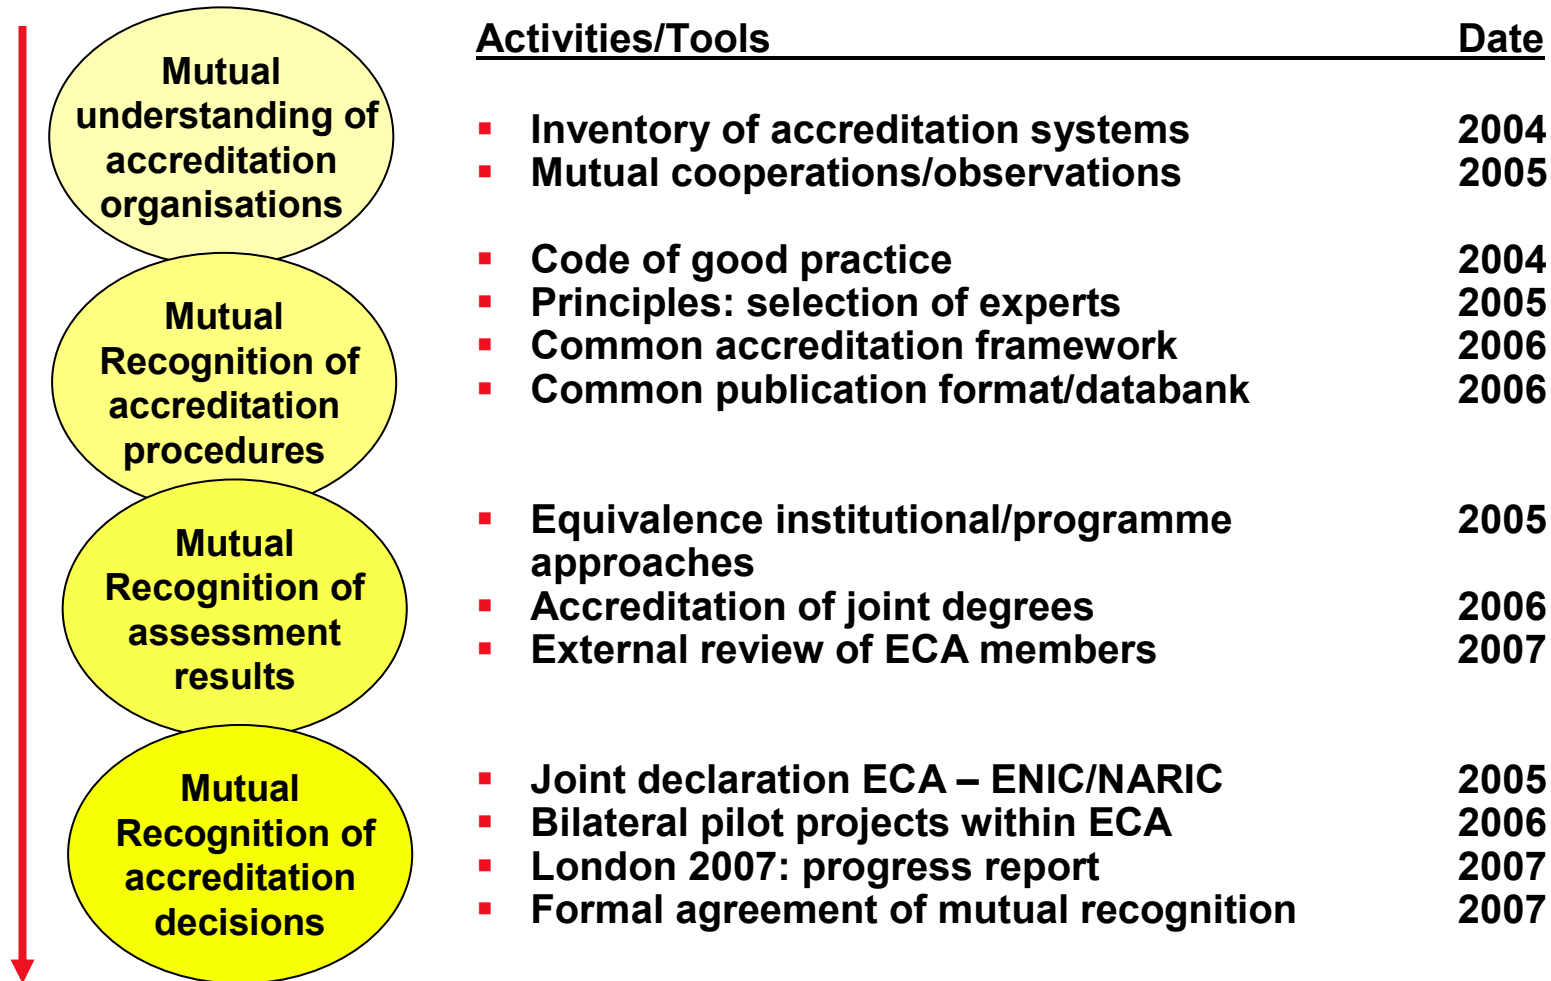 Activities/Tools Date
Mutual
understanding of
accreditation
organisations
▪ Inventory of accreditation systems 2004
▪ Mutual cooperations/observations 2005
Mutual
Recognition of
accreditation
procedures
▪ Code of good practice 2004
▪ Principles: selection of experts 2005
▪ Common accreditation framework 2006
▪ Common publication format/databank 2006
Mutual
Recognition of
assessment
results
▪ Equivalence institutional/programme 2005
approaches
▪ Accreditation of joint degrees 2006
▪ External review of ECA members 2007
Mutual
Recognition of
accreditation
decisions
▪ Joint declaration ECA – ENIC/NARIC 2005
▪ Bilateral pilot projects within ECA 2006
▪ London 2007: progress report 2007
▪ Formal agreement of mutual recognition 2007